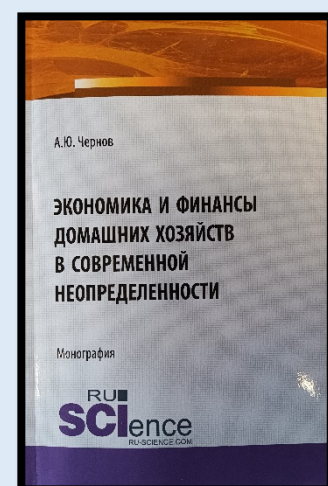 А.Ю. Чернов
ЭКОНОМИКА И ФИНАНСЫ
ДОМАШНИХ ХОЗЯЙСТВ
В СОВРЕМЕННОЙ
НЕОПРЕДЕЛЕННОСТИ
Монография
RU
SCIence
RU-SCIENCE.COM